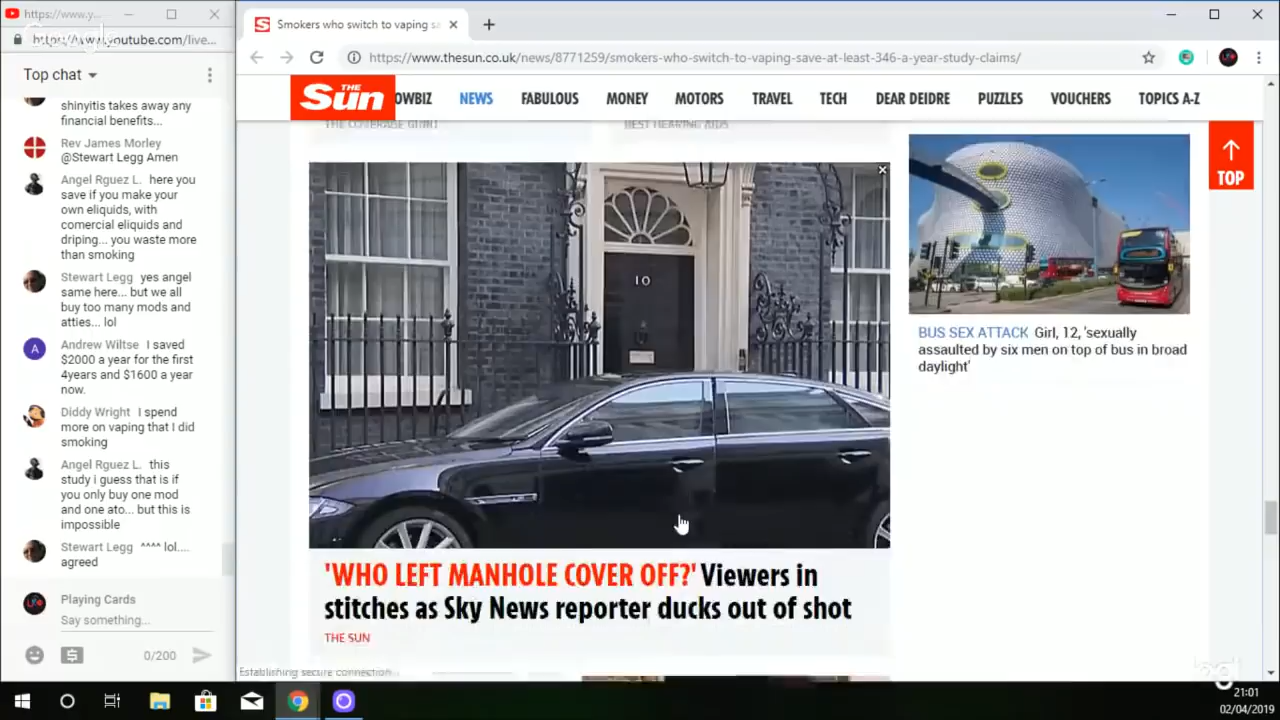 https://www.y...
https://www.youtube.com/live...
Top chat
shinyitis takes away any
financial benefits...
Rev James Morley
@Stewart Legg Amen
Angel Rguez L. here you
save if you make your
own eliquids, with
comercial eliquids and
driping... you waste more
than smoking
Stewart Legg yes angel
same here... but we all
buy too many mods and
atties... lol
A
Andrew Wiltse I saved
$2000 a year for the first
4years and $1600 a year
now.
Diddy Wright I spend
more on vaping that I did
smoking
Angel Rguez L. this
study i guess that is if
you only buy one mod
and one ato... but this is
impossible
Stewart Legg ^^^^ lol....
agreed
Playing Cards
Say something...
0/200
Smokers who switch to vaping sa
https://www.thesun.co.uk/news/8771259/smokers-who-switch-to-vaping-save-at-least-346-a-year-study-claims/
THE Sun
OWBIZ NEWS FABULOUS MONEY MOTORS TRAVEL TECH DEAR DEIDRE PUZZLES VOUCHERS TOPICS A-Z
THE COVERAGE GURU
BEST HEARING AIDS
10
TOP
BUS SEX ATTACK Girl, 12, 'sexually
assaulted by six men on top of bus in broad
daylight'
'WHO LEFT MANHOLE COVER OFF?' Viewers in
stitches as Sky News reporter ducks out of shot
THE SUN
Establishing secure connection...
21:01
02/04/2019